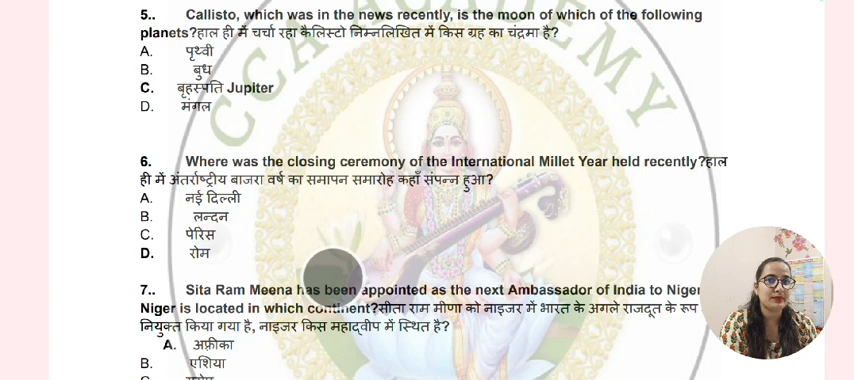 CCA ACADEMY
5.. Callisto, which was in the news recently, is the moon of which of the following
planets?हाल ही में चर्चा रहा कैलिस्टो निम्नलिखित में किस ग्रह का चंद्रमा है?
A. पृथ्वी
B. बुध
C. बृहस्पति Jupiter
D. मंगल
6. Where was the closing ceremony of the International Millet Year held recently?हाल
ही में अंतर्राष्ट्रीय बाजरा वर्ष का समापन समारोह कहाँ संपन्न हुआ?
A. नई दिल्ली
B. लन्दन
C. पेरिस
D. रोम
7.. Sita Ram Meena has been appointed as the next Ambassador of India to Niger
Niger is located in which continent?सीता राम मीणा को नाइजर में भारत के अगले राजदूत के रूप
नियुक्त किया गया है, नाइजर किस महाद्वीप में स्थित है?
A. अफ्रीका
B. एशिया